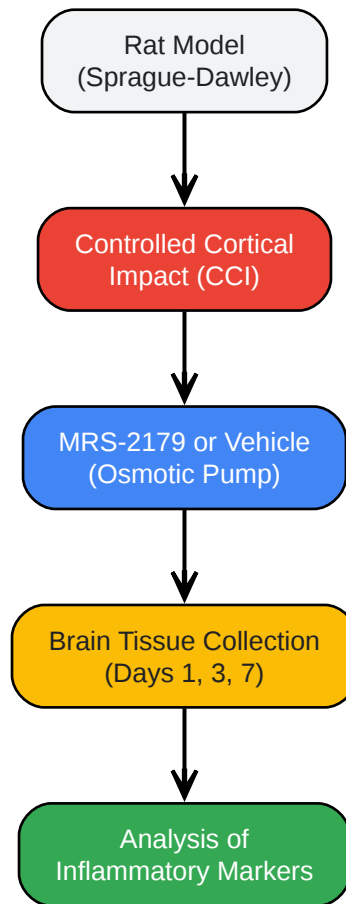 Rat Model
(Sprague-Dawley)
Controlled Cortical
Impact (CCI)
MRS-2179 or Vehicle
(Osmotic Pump)
Brain Tissue Collection
(Days 1, 3, 7)
Analysis of
Inflammatory Markers